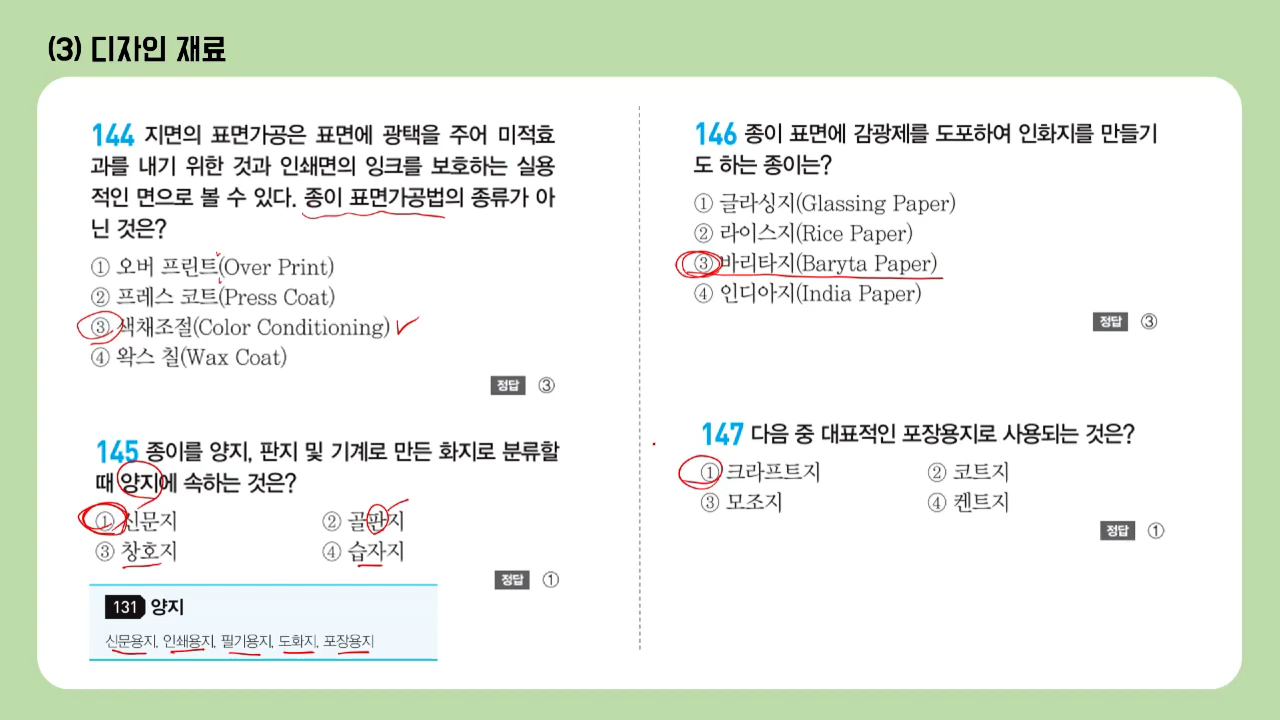 (3) 디자인 재료
144 지면의 표면가공은 표면에 광택을 주어 미적효
과를 내기 위한 것과 인쇄면의 잉크를 보호하는 실용
적인 면으로 볼 수 있다. 종이 표면가공법의 종류가 아
닌 것은?
① 오버 프린트(Over Print)
② 프레스 코트(Press Coat)
③ 색채조절(Color Conditioning)
④ 왁스 칠(Wax Coat)
정답 ③
145 종이를 양지, 판지 및 기계로 만든 화지로 분류할
때 양지에 속하는 것은?
① 신문지 ② 골판지
③ 창호지 ④ 습자지
정답 ①
131 양지
신문용지, 인쇄용지, 필기용지, 도화지, 포장용지
146 종이 표면에 감광제를 도포하여 인화지를 만들기
도 하는 종이는?
① 글라싱지(Glassing Paper)
② 라이스지(Rice Paper)
③ 바리타지(Baryta Paper)
④ 인디아지(India Paper)
정답 ③
147 다음 중 대표적인 포장용지로 사용되는 것은?
① 크라프트지 ② 코트지
③ 모조지 ④ 켄트지
정답 ①